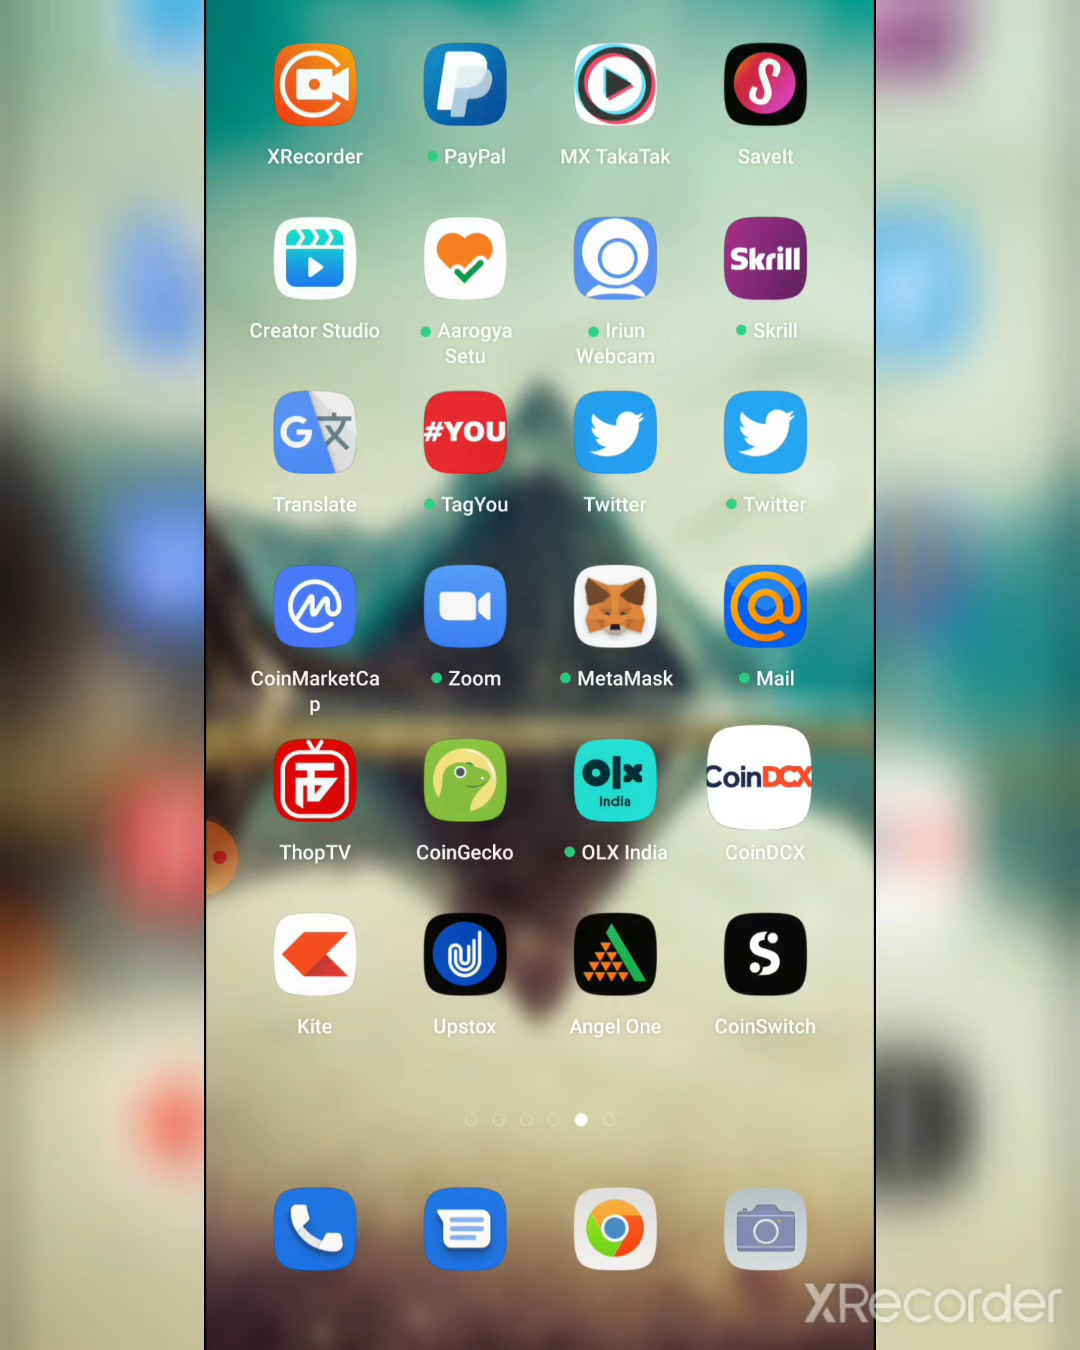 XRecorder
PayPal
MX TakaTak
SaveIt
Skrill
Creator Studio
Aarogya
Setu
Iriun
Webcam
Skrill
G 文
#YOU
Translate
TagYou
Twitter
Twitter
CoinMarketCa
p
Zoom
MetaMask
Mail
olx
India
CoinDCX
ThopTV
CoinGecko
OLX India
CoinDCX
Kite
Upstox
Angel One
CoinSwitch
XRecorder